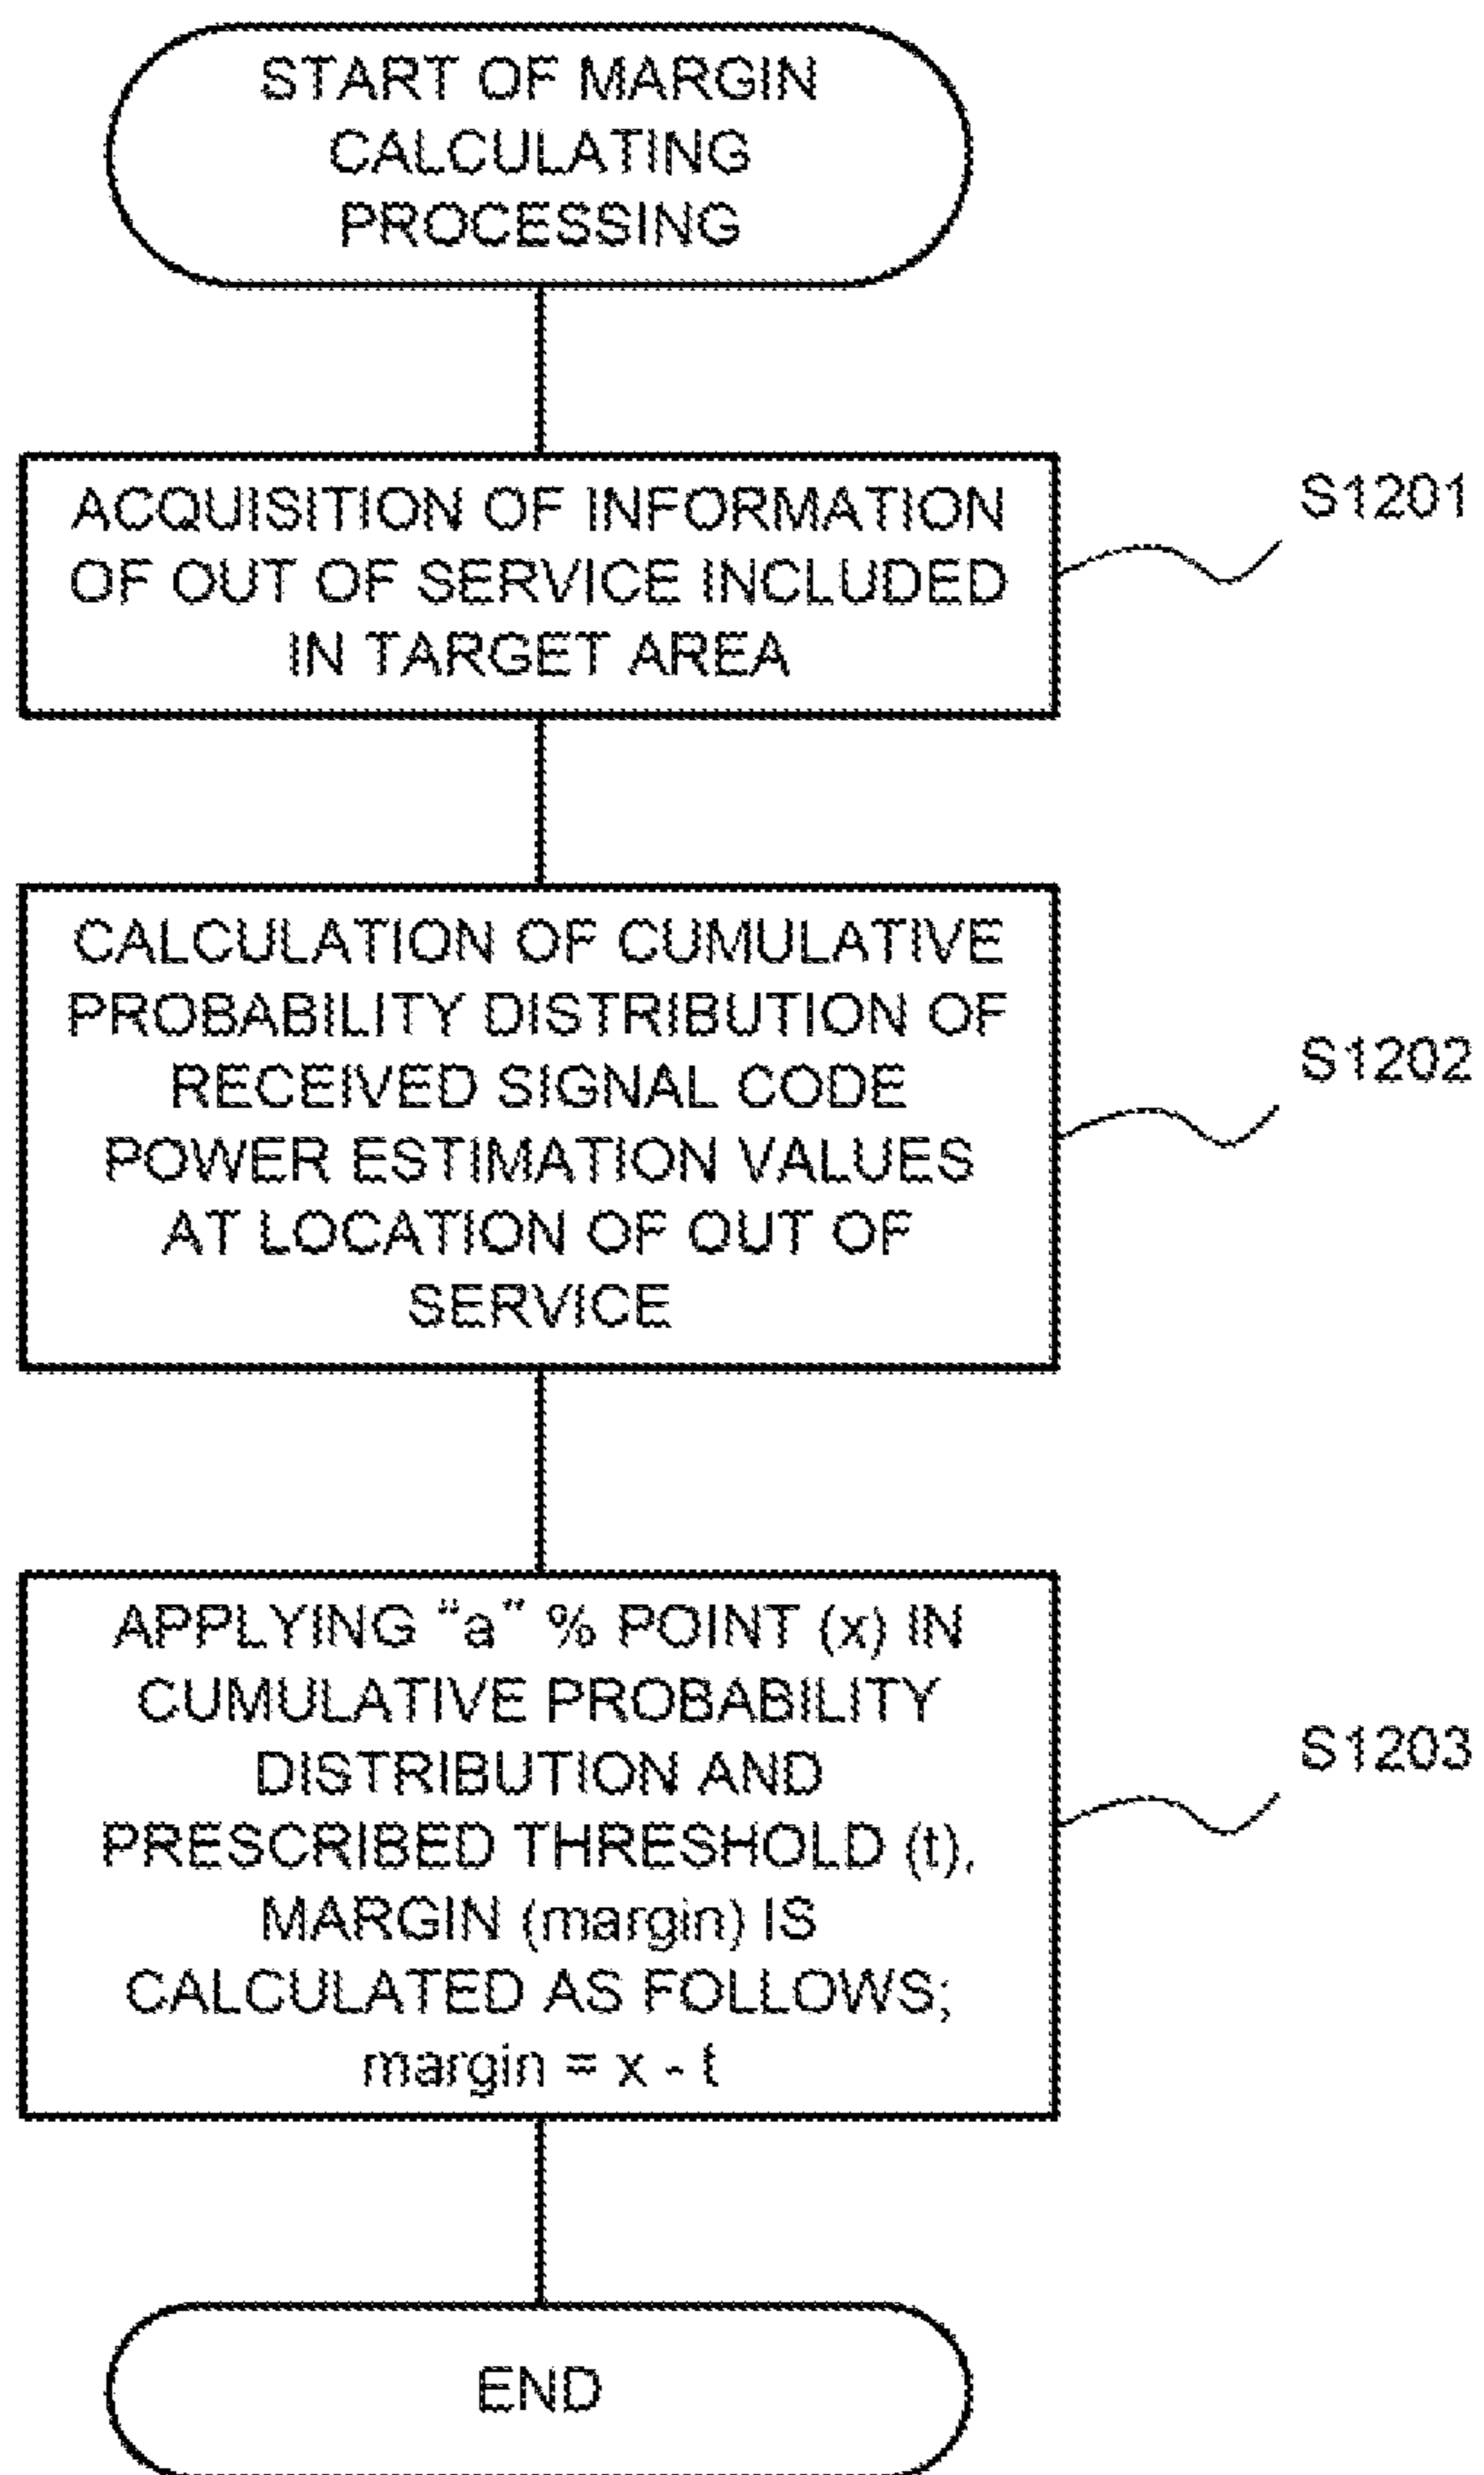 START OF MARGIN
CALCULATING
PROCESSING
ACQUISITION OF INFORMATION
OF OUT OF SERVICE INCLUDED
IN TARGET AREA
S1201
CALCULATION OF CUMULATIVE
PROBABILITY DISTRIBUTION OF
RECEIVED SIGNAL CODE
POWER ESTIMATION VALUES
AT LOCATION OF OUT OF
SERVICE
S1202
APPLYING “a” % POINT (x) IN
CUMULATIVE PROBABILITY
DISTRIBUTION AND
PRESCRIBED THRESHOLD (t),
MARGIN (margin) IS
CALCULATED AS FOLLOWS;
margin = x - t
S1203
END